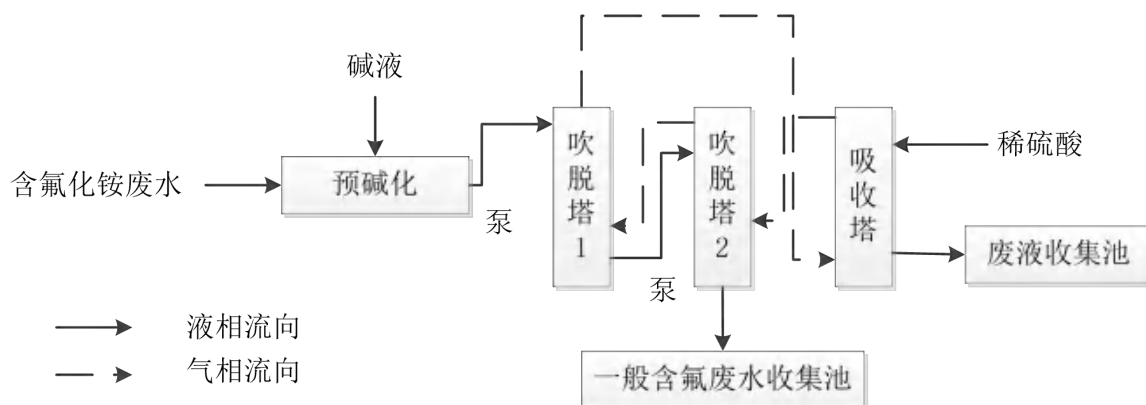 碱液
含氟化铵废水
预碱化
泵
吹脱塔1
吹脱塔2
泵
吸收塔
稀硫酸
废液收集池
一般含氟废水收集池
液相流向
气相流向